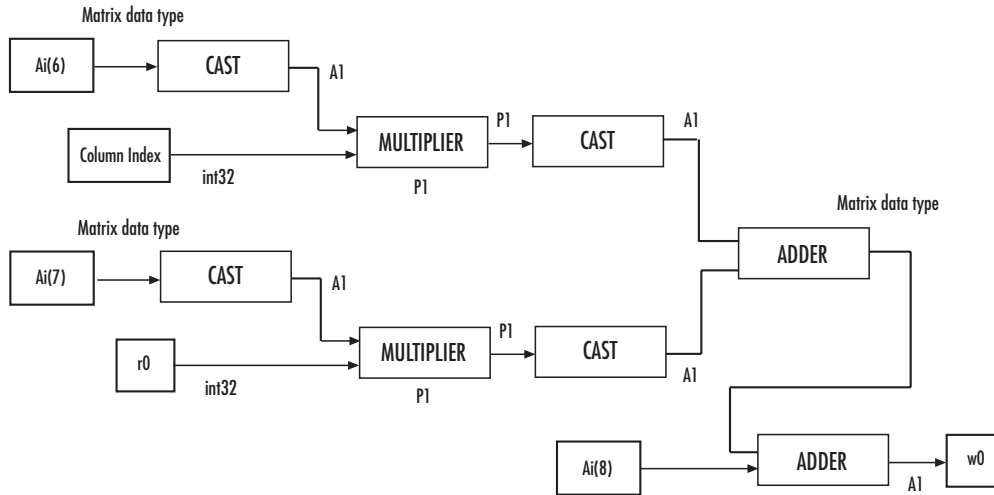 Matrix data type
Ai(6)
CAST
A1
Column Index
int32
MULTIPLIER
P1
P1
CAST
A1
Matrix data type
Ai(7)
CAST
A1
r0
int32
MULTIPLIER
P1
P1
CAST
A1
Matrix data type
ADDER
Ai(8)
ADDER
A1
w0